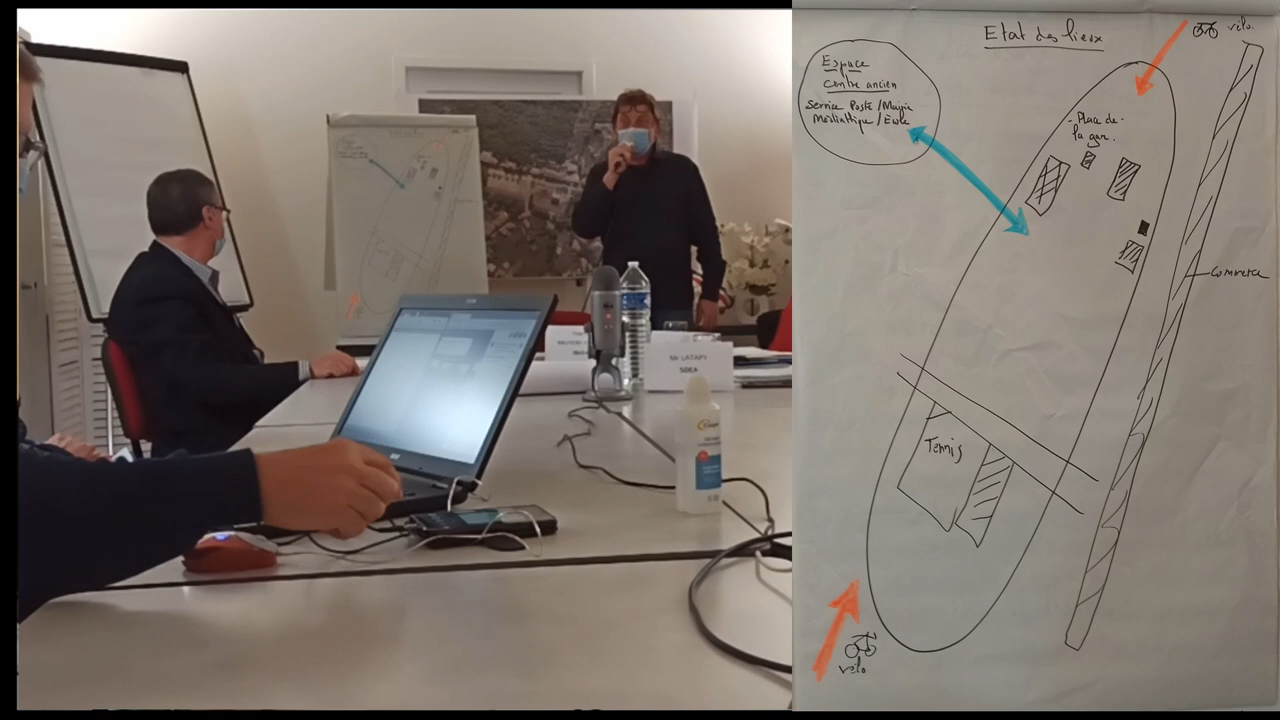 Mr LATAPY
SDEA
Etat des lieux
vélo.
Espace
Centre ancien
Service Poste/Mairie
Mediathèque/Ecole
-Place de-
la gare.
Commerce
Tennis
vélo